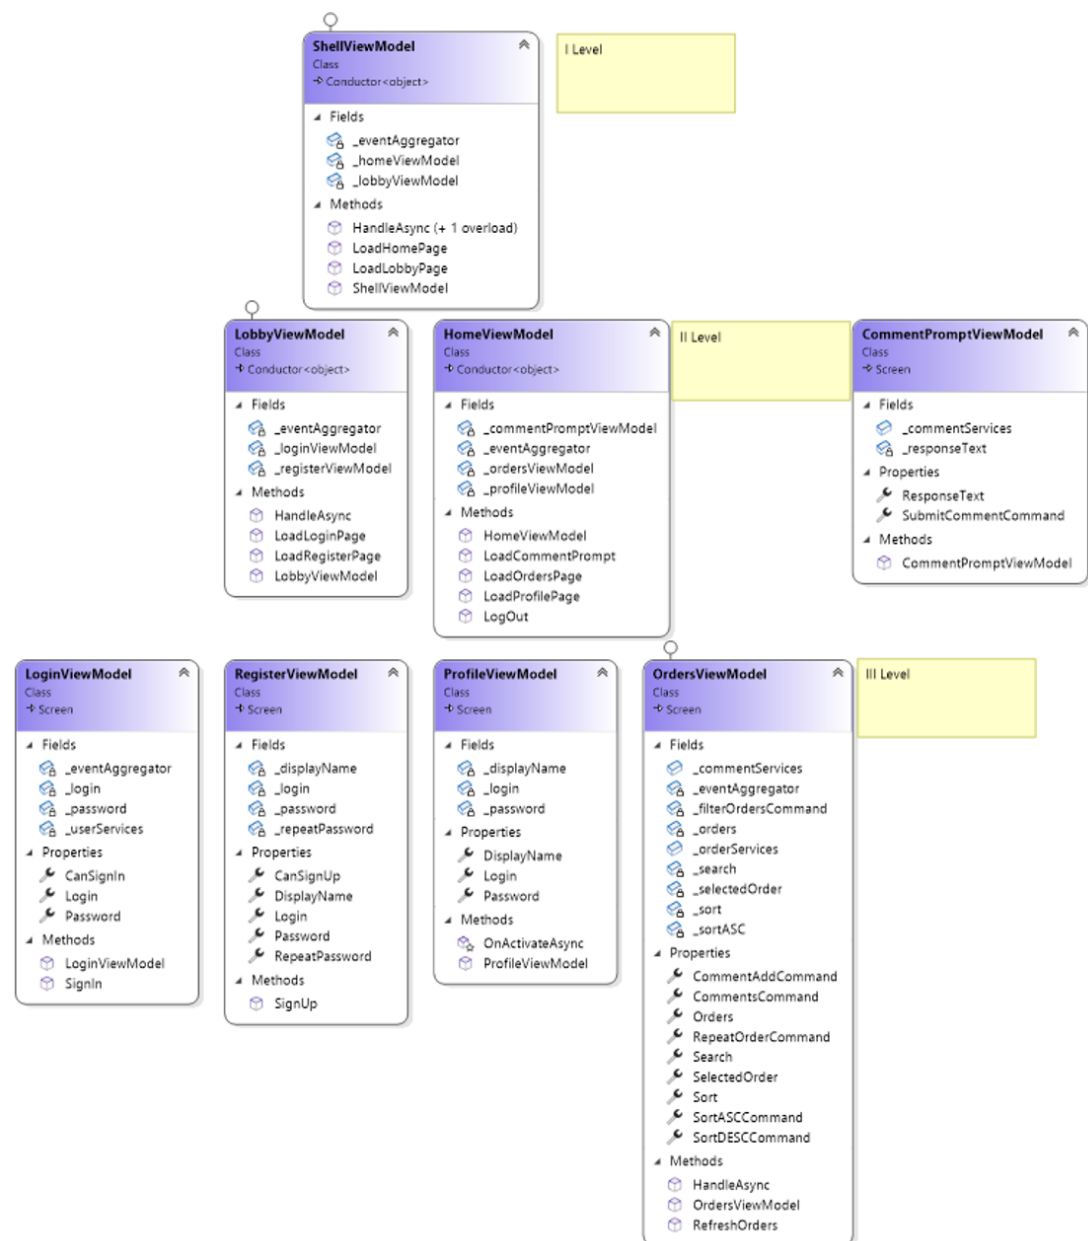 ShellViewModel
Class
Conductor<object>
Fields
_eventAggregator
_homeViewModel
_lobbyViewModel
Methods
HandleAsync (+ 1 overload)
LoadHomePage
LoadLobbyPage
ShellViewModel
I Level
LobbyViewModel
Class
Conductor<object>
Fields
_eventAggregator
_loginViewModel
_registerViewModel
Methods
HandleAsync
LoadLoginPage
LoadRegisterPage
LobbyViewModel
HomeViewModel
Class
Conductor<object>
Fields
_commentPromptViewModel
_eventAggregator
_ordersViewModel
_profileViewModel
Methods
HomeViewModel
LoadCommentPrompt
LoadOrdersPage
LoadProfilePage
LogOut
II Level
CommentPromptViewModel
Class
Screen
Fields
_commentServices
_responseText
Properties
ResponseText
SubmitCommentCommand
Methods
CommentPromptViewModel
LoginViewModel
Class
Screen
Fields
_eventAggregator
_login
_password
_userServices
Properties
CanSignIn
Login
Password
Methods
LoginViewModel
SignIn
RegisterViewModel
Class
Screen
Fields
_displayName
_login
_password
_repeatPassword
Properties
CanSignUp
DisplayName
Login
Password
RepeatPassword
Methods
SignUp
ProfileViewModel
Class
Screen
Fields
_displayName
_login
_password
Properties
DisplayName
Login
Password
Methods
OnActivateAsync
ProfileViewModel
OrdersViewModel
Class
Screen
Fields
_commentServices
_eventAggregator
_filterOrdersCommand
_orders
_orderServices
_search
_selectedOrder
_sort
_sortASC
Properties
CommentAddCommand
CommentsCommand
Orders
RepeatOrderCommand
Search
SelectedOrder
Sort
SortASCCommand
SortDESCCommand
Methods
HandleAsync
OrdersViewModel
RefreshOrders
III Level